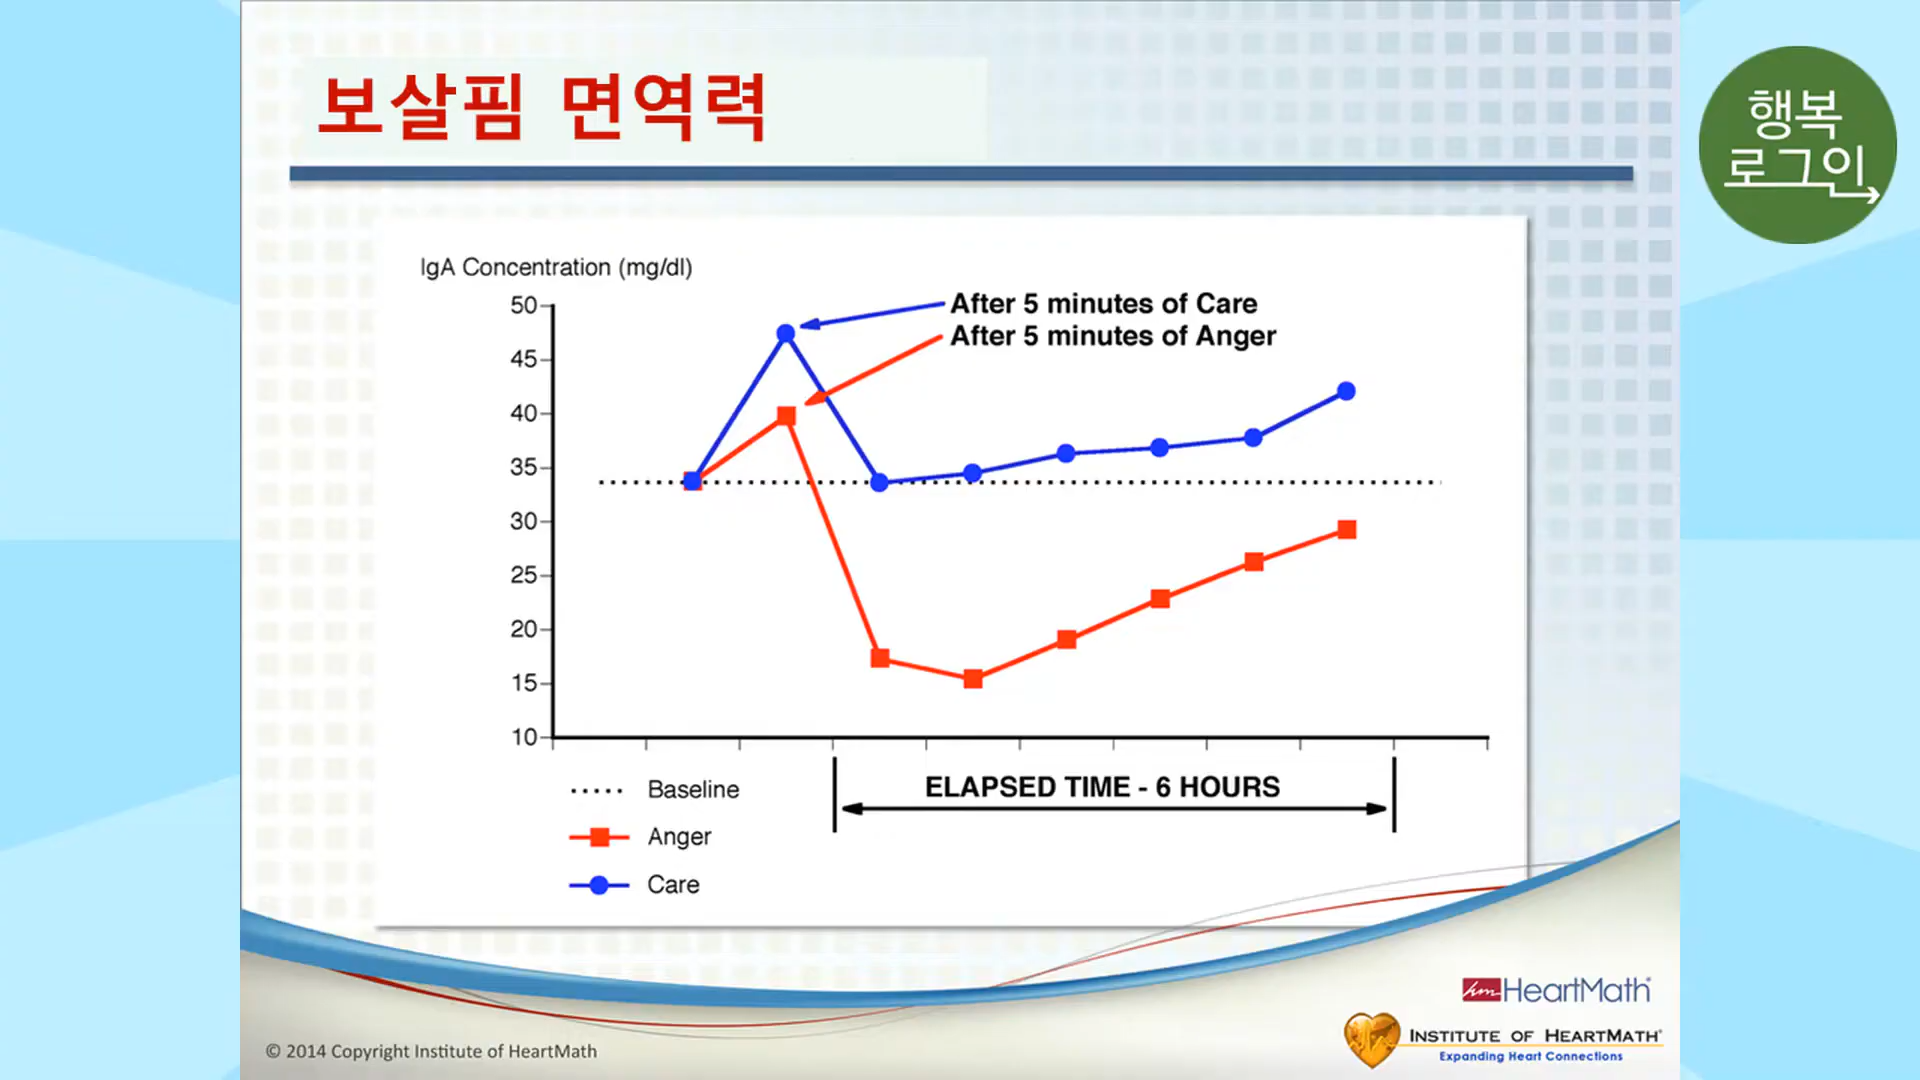 보살핌 면역력
행복
로그인
IgA Concentration (mg/dl)
50
45
40
35
30
25
20
15
10
After 5 minutes of Care
After 5 minutes of Anger
ELAPSED TIME - 6 HOURS
Baseline
Anger
Care
hm HeartMath®
INSTITUTE OF HEARTMATH®
Expanding Heart Connections
© 2014 Copyright Institute of HeartMath